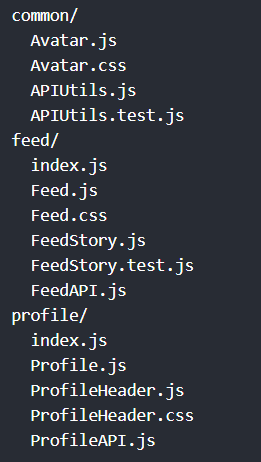 common/
  Avatar.js
  Avatar.css
  APIUtils.js
  APIUtils.test.js
feed/
  index.js
  Feed.js
  Feed.css
  FeedStory.js
  FeedStory.test.js
  FeedAPI.js
profile/
  index.js
  Profile.js
  ProfileHeader.js
  ProfileHeader.css
  ProfileAPI.js